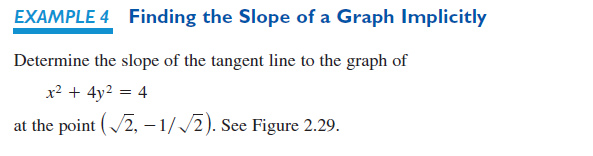 EXAMPLE 4 Finding the Slope of a Graph Implicitly
Determine the slope of the tangent line to the graph of
x² + 4y² = 4
at the point (√2, −1/√2). See Figure 2.29.